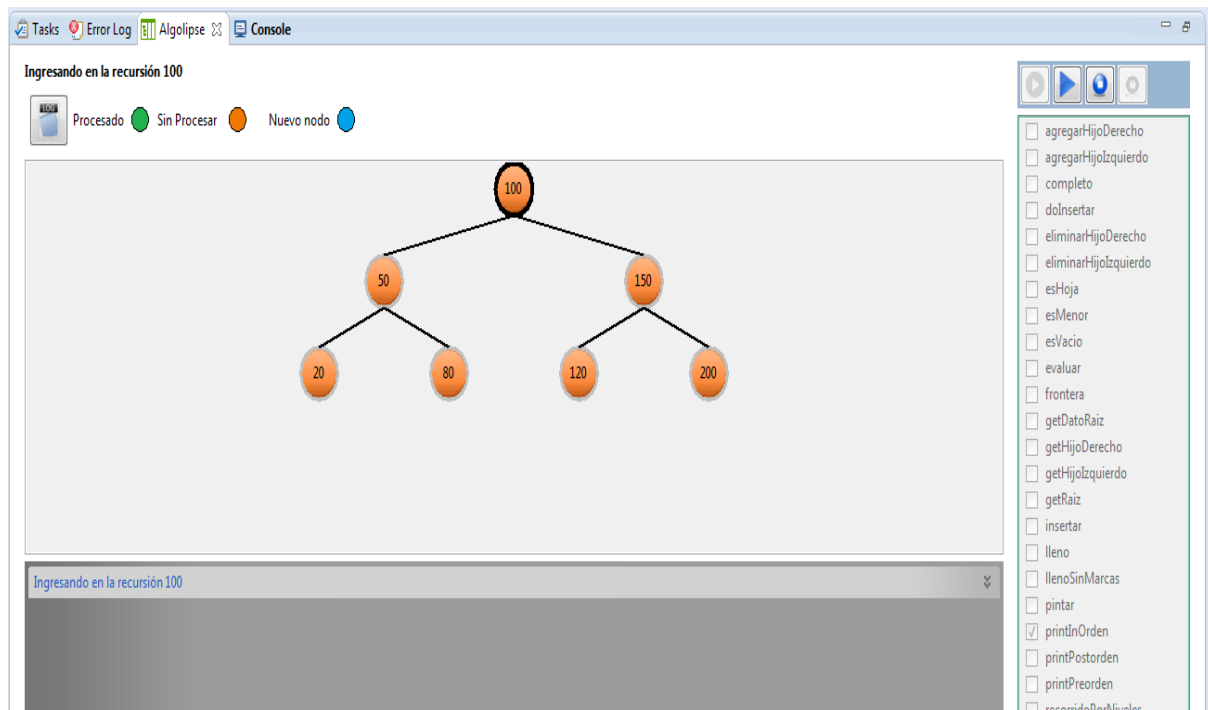 Tasks Error Log Algolipse Console
Ingresando en la recursión 100
LOG Procesado Sin Procesar Nuevo nodo
100
50 150
20 80 120 200
Ingresando en la recursión 100
agregarHijoDerecho
agregarHijoIzquierdo
completo
doInsertar
eliminarHijoDerecho
eliminarHijoIzquierdo
esHoja
esMenor
esVacio
evaluar
frontera
getDatoRaiz
getHijoDerecho
getHijoIzquierdo
getRaiz
insertar
lleno
llenoSinMarcas
pintar
printInOrden
printPostorden
printPreorden
recorridoPorNiveles